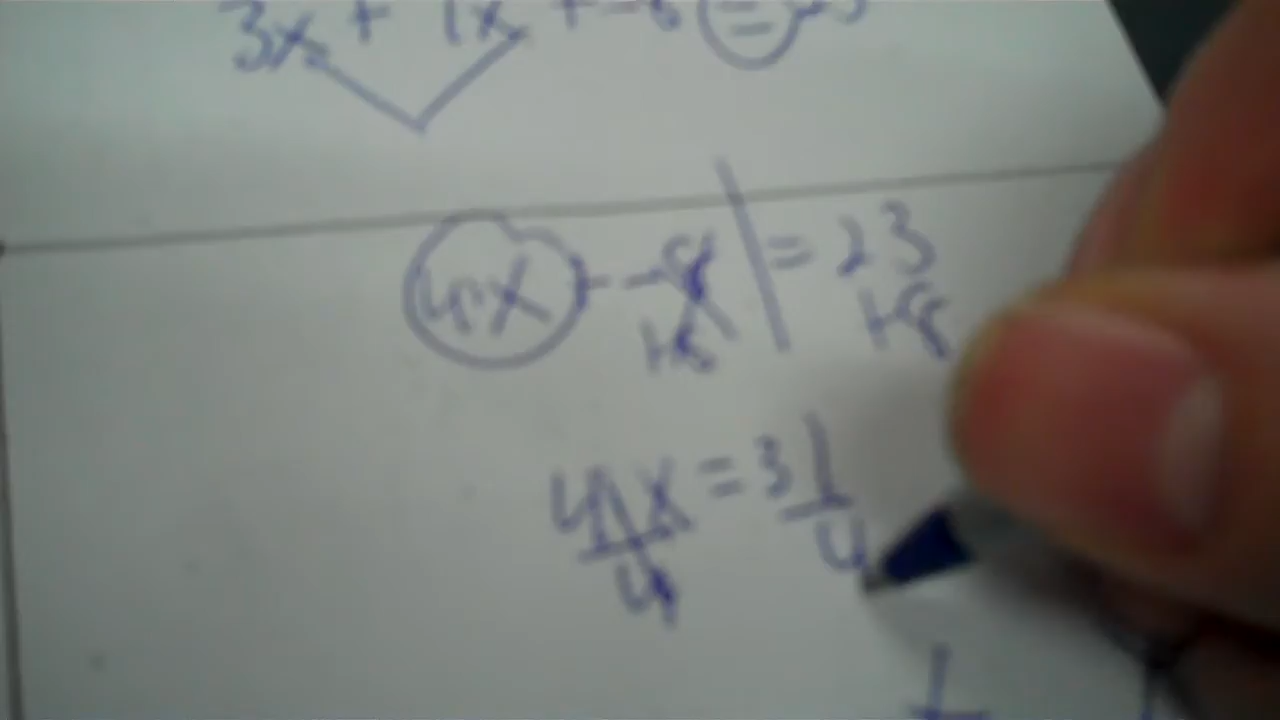 3x + 1x + -8 = 23
4x + -8 = 23
+8 +8
4x = 31
4 4